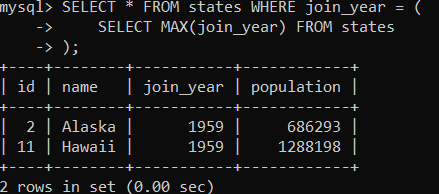 mysql> SELECT * FROM states WHERE join_year = (
    ->     SELECT MAX(join_year) FROM states
    -> );
+----+--------+-----------+------------+
| id | name   | join_year | population |
+----+--------+-----------+------------+
|  2 | Alaska |      1959 |     686293 |
| 11 | Hawaii |      1959 |    1288198 |
+----+--------+-----------+------------+
2 rows in set (0.00 sec)